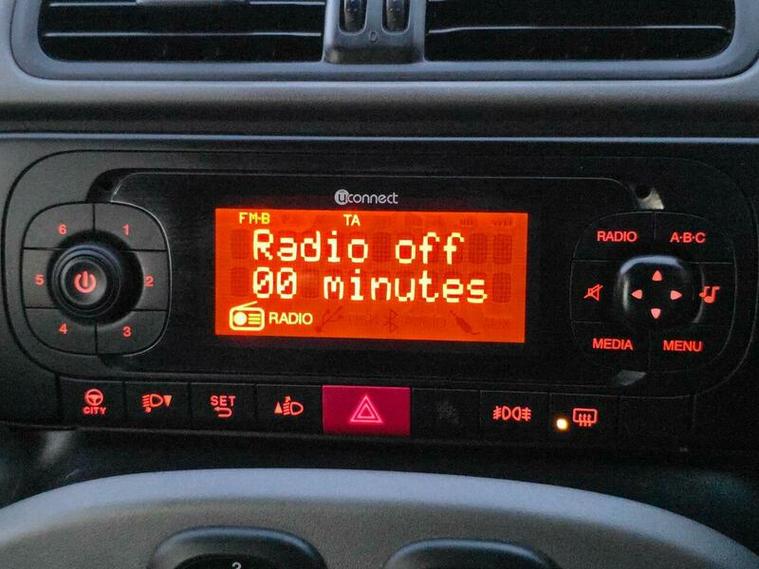 uconnect
FM-B TA
Radio off
00 minutes
RADIO
6 1
5 2
4 3
RADIO A·B·C
MEDIA MENU
CITY
SET
3